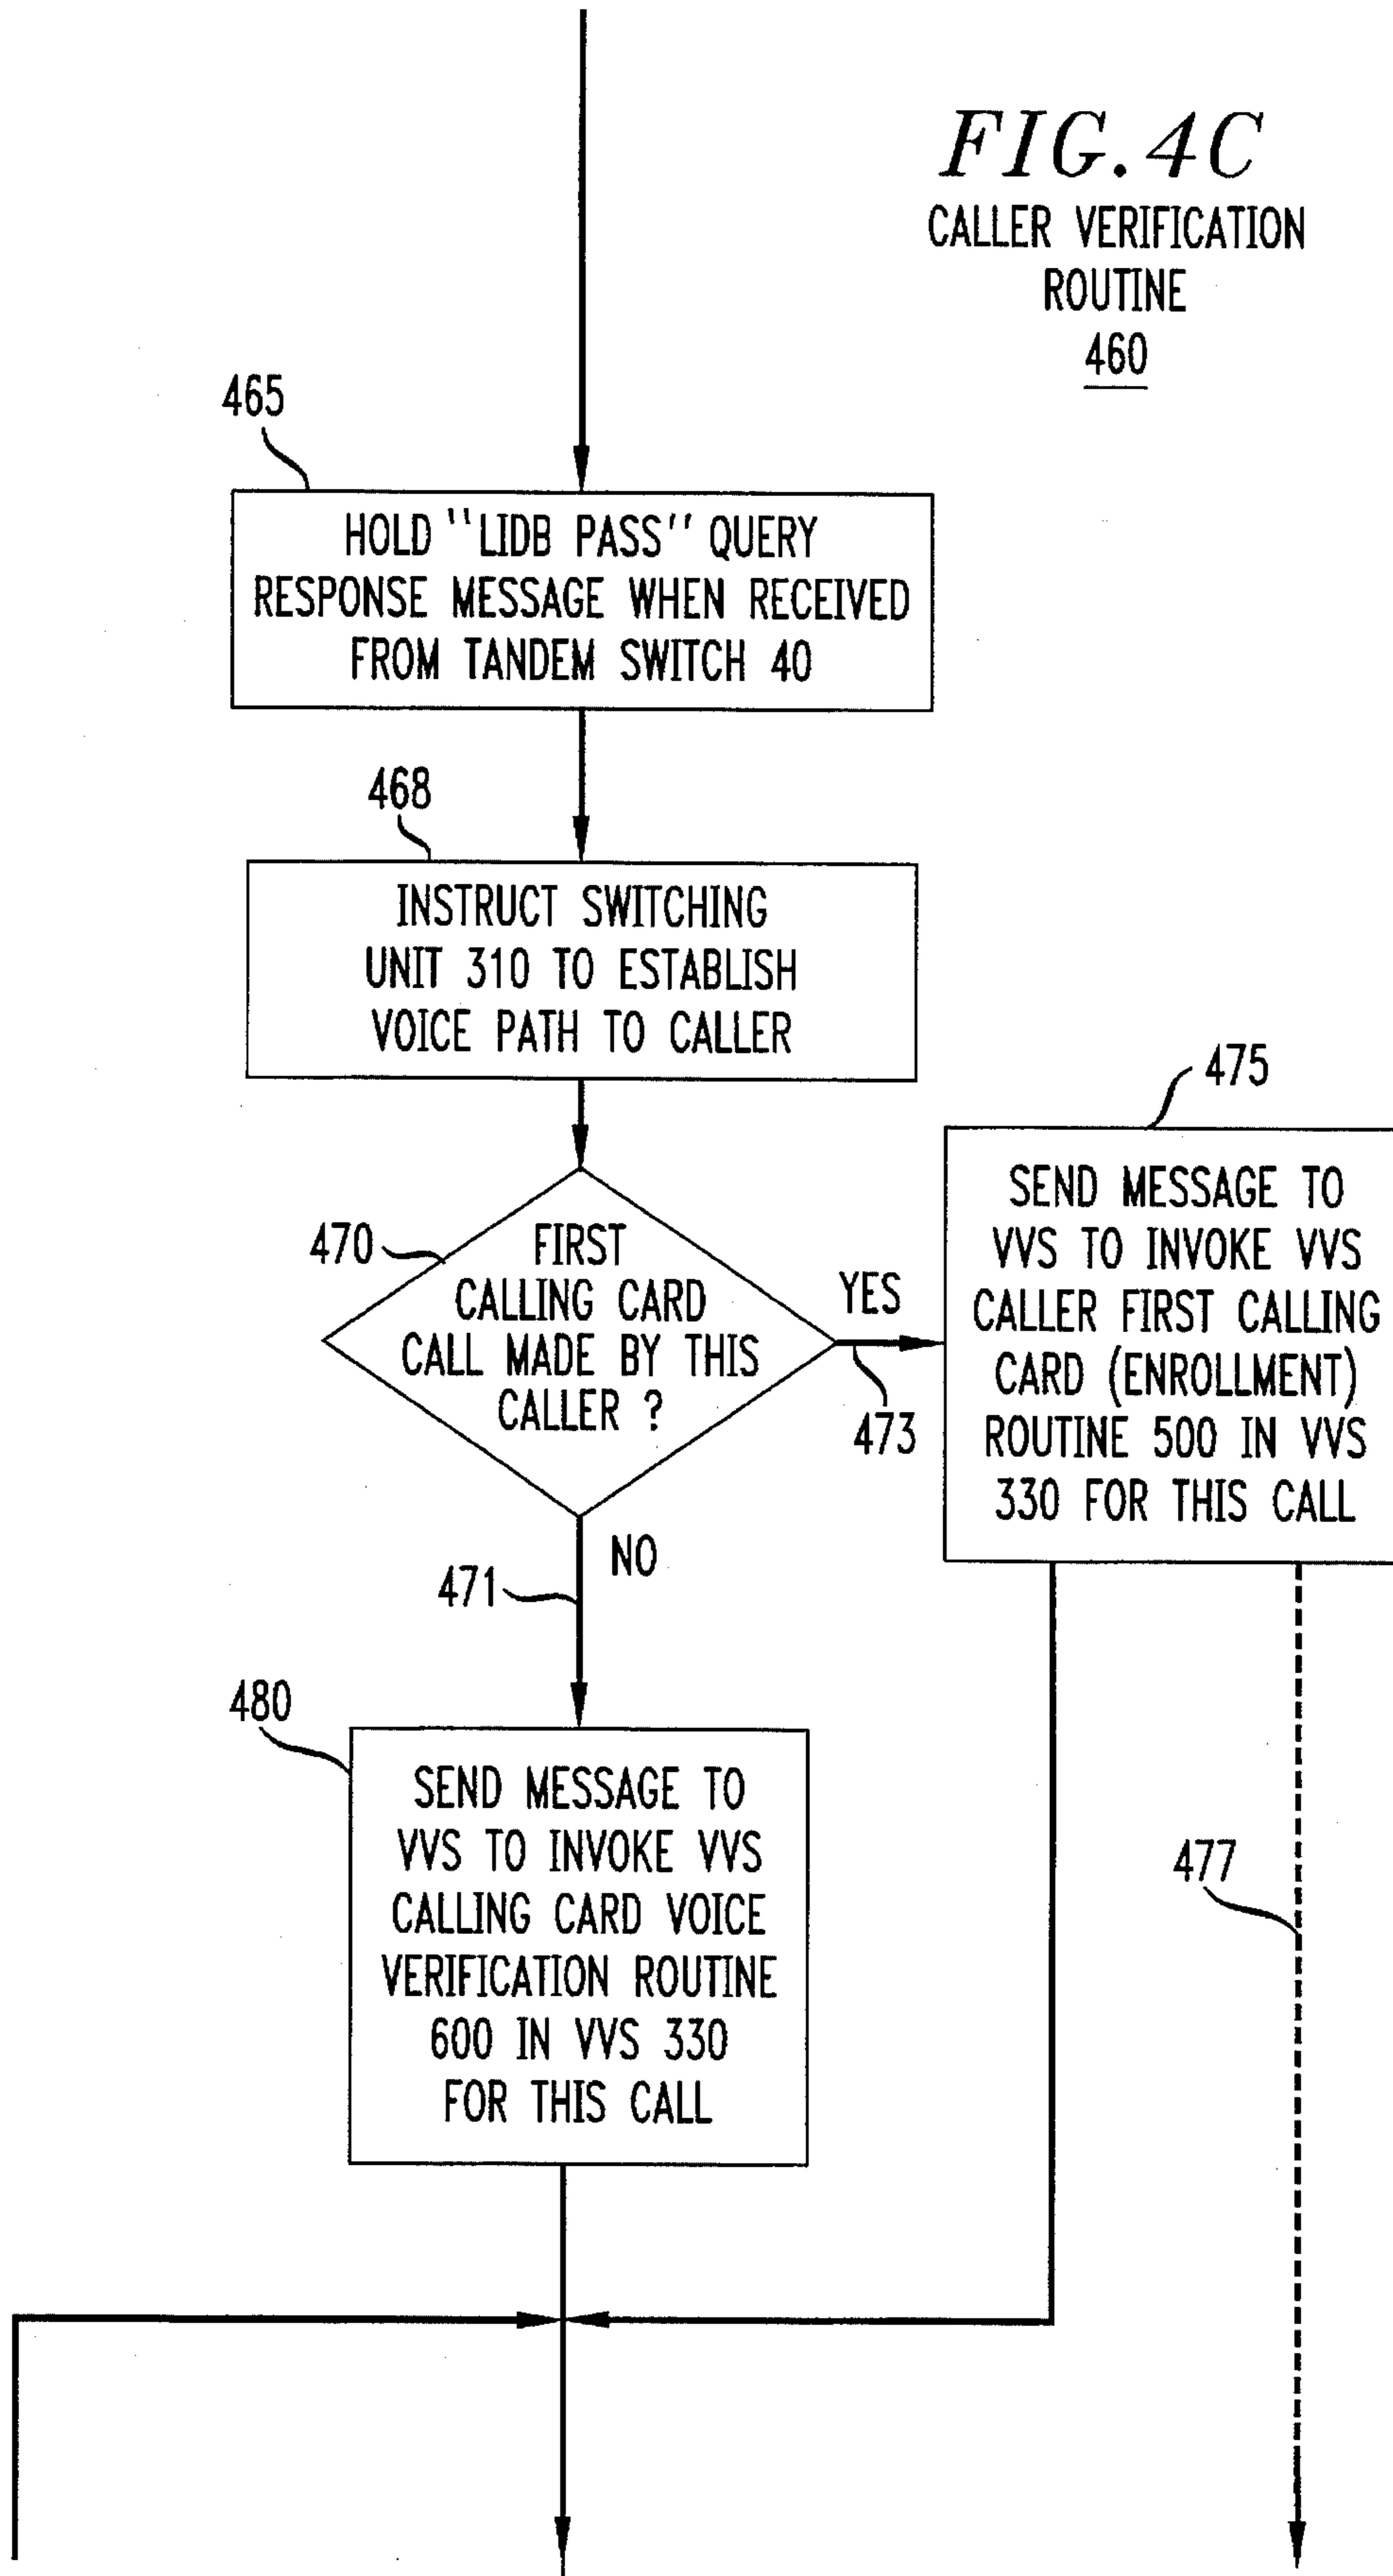 FIG. 4C
CALLER VERIFICATION
ROUTINE
460
465
HOLD "LIDB PASS" QUERY
RESPONSE MESSAGE WHEN RECEIVED
FROM TANDEM SWITCH 40
468
INSTRUCT SWITCHING
UNIT 310 TO ESTABLISH
VOICE PATH TO CALLER
470
FIRST
CALLING CARD
CALL MADE BY THIS
CALLER ?
YES
473
475
SEND MESSAGE TO
VVS TO INVOKE VVS
CALLER FIRST CALLING
CARD (ENROLLMENT)
ROUTINE 500 IN VVS
330 FOR THIS CALL
NO
471
480
SEND MESSAGE TO
VVS TO INVOKE VVS
CALLING CARD VOICE
VERIFICATION ROUTINE
600 IN VVS 330
FOR THIS CALL
477